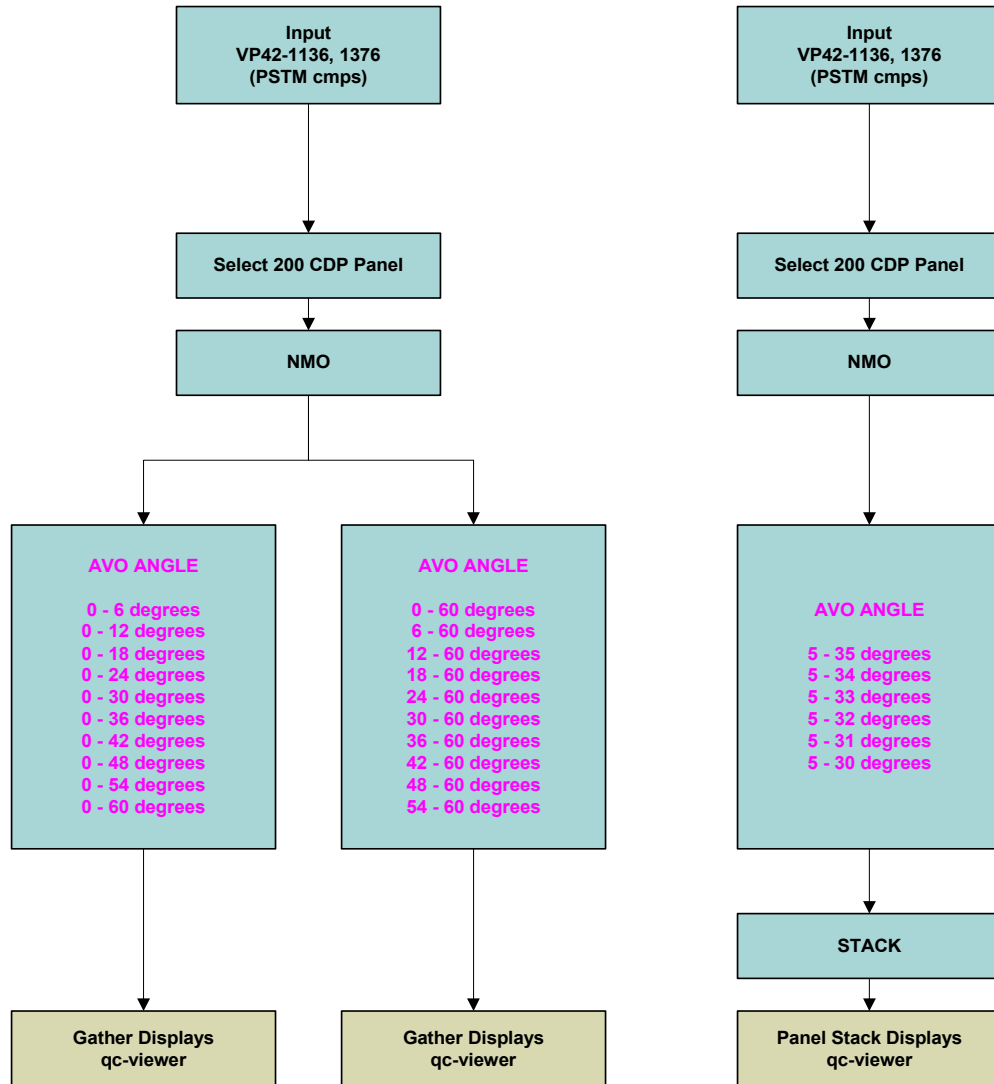 Input
VP42-1136, 1376
(PSTM cmps)
Select 200 CDP Panel
NMO
AVO ANGLE
0 - 6 degrees
0 - 12 degrees
0 - 18 degrees
0 - 24 degrees
0 - 30 degrees
0 - 36 degrees
0 - 42 degrees
0 - 48 degrees
0 - 54 degrees
0 - 60 degrees
Gather Displays
qc-viewer
AVO ANGLE
0 - 60 degrees
6 - 60 degrees
12 - 60 degrees
18 - 60 degrees
24 - 60 degrees
30 - 60 degrees
36 - 60 degrees
42 - 60 degrees
48 - 60 degrees
54 - 60 degrees
Gather Displays
qc-viewer
Input
VP42-1136, 1376
(PSTM cmps)
Select 200 CDP Panel
NMO
AVO ANGLE
5 - 35 degrees
5 - 34 degrees
5 - 33 degrees
5 - 32 degrees
5 - 31 degrees
5 - 30 degrees
STACK
Panel Stack Displays
qc-viewer